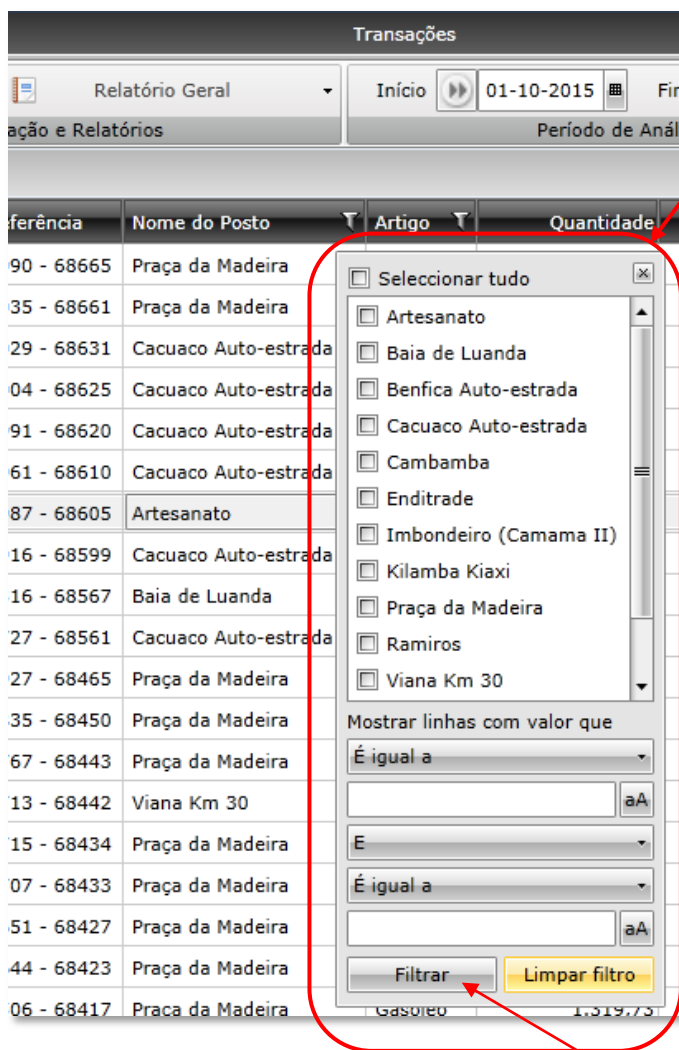 Transações
Relatório Geral
Início 01-10-2015 Fin
ação e Relatórios
Período de Anál
ferência Nome do Posto Artigo Quantidade
90 - 68665 Praça da Madeira
35 - 68661 Praça da Madeira
29 - 68631 Cacuaco Auto-estrada
04 - 68625 Cacuaco Auto-estrada
91 - 68620 Cacuaco Auto-estrada
61 - 68610 Cacuaco Auto-estrada
87 - 68605 Artesanato
16 - 68599 Cacuaco Auto-estrada
16 - 68567 Baia de Luanda
27 - 68561 Cacuaco Auto-estrada
27 - 68465 Praça da Madeira
35 - 68450 Praça da Madeira
67 - 68443 Praça da Madeira
13 - 68442 Viana Km 30
15 - 68434 Praça da Madeira
07 - 68433 Praça da Madeira
51 - 68427 Praça da Madeira
44 - 68423 Praça da Madeira
06 - 68417 Praça da Madeira Gasóleo 1.319,73
Seleccionar tudo
Artesanato
Baia de Luanda
Benfica Auto-estrada
Cacuaco Auto-estrada
Cambamba
Enditrade
Imbondeiro (Camama II)
Kilamba Kiaxi
Praça da Madeira
Ramiros
Viana Km 30
Mostrar linhas com valor que
É igual a
aA
E
É igual a
aA
Filtrar Limpar filtro